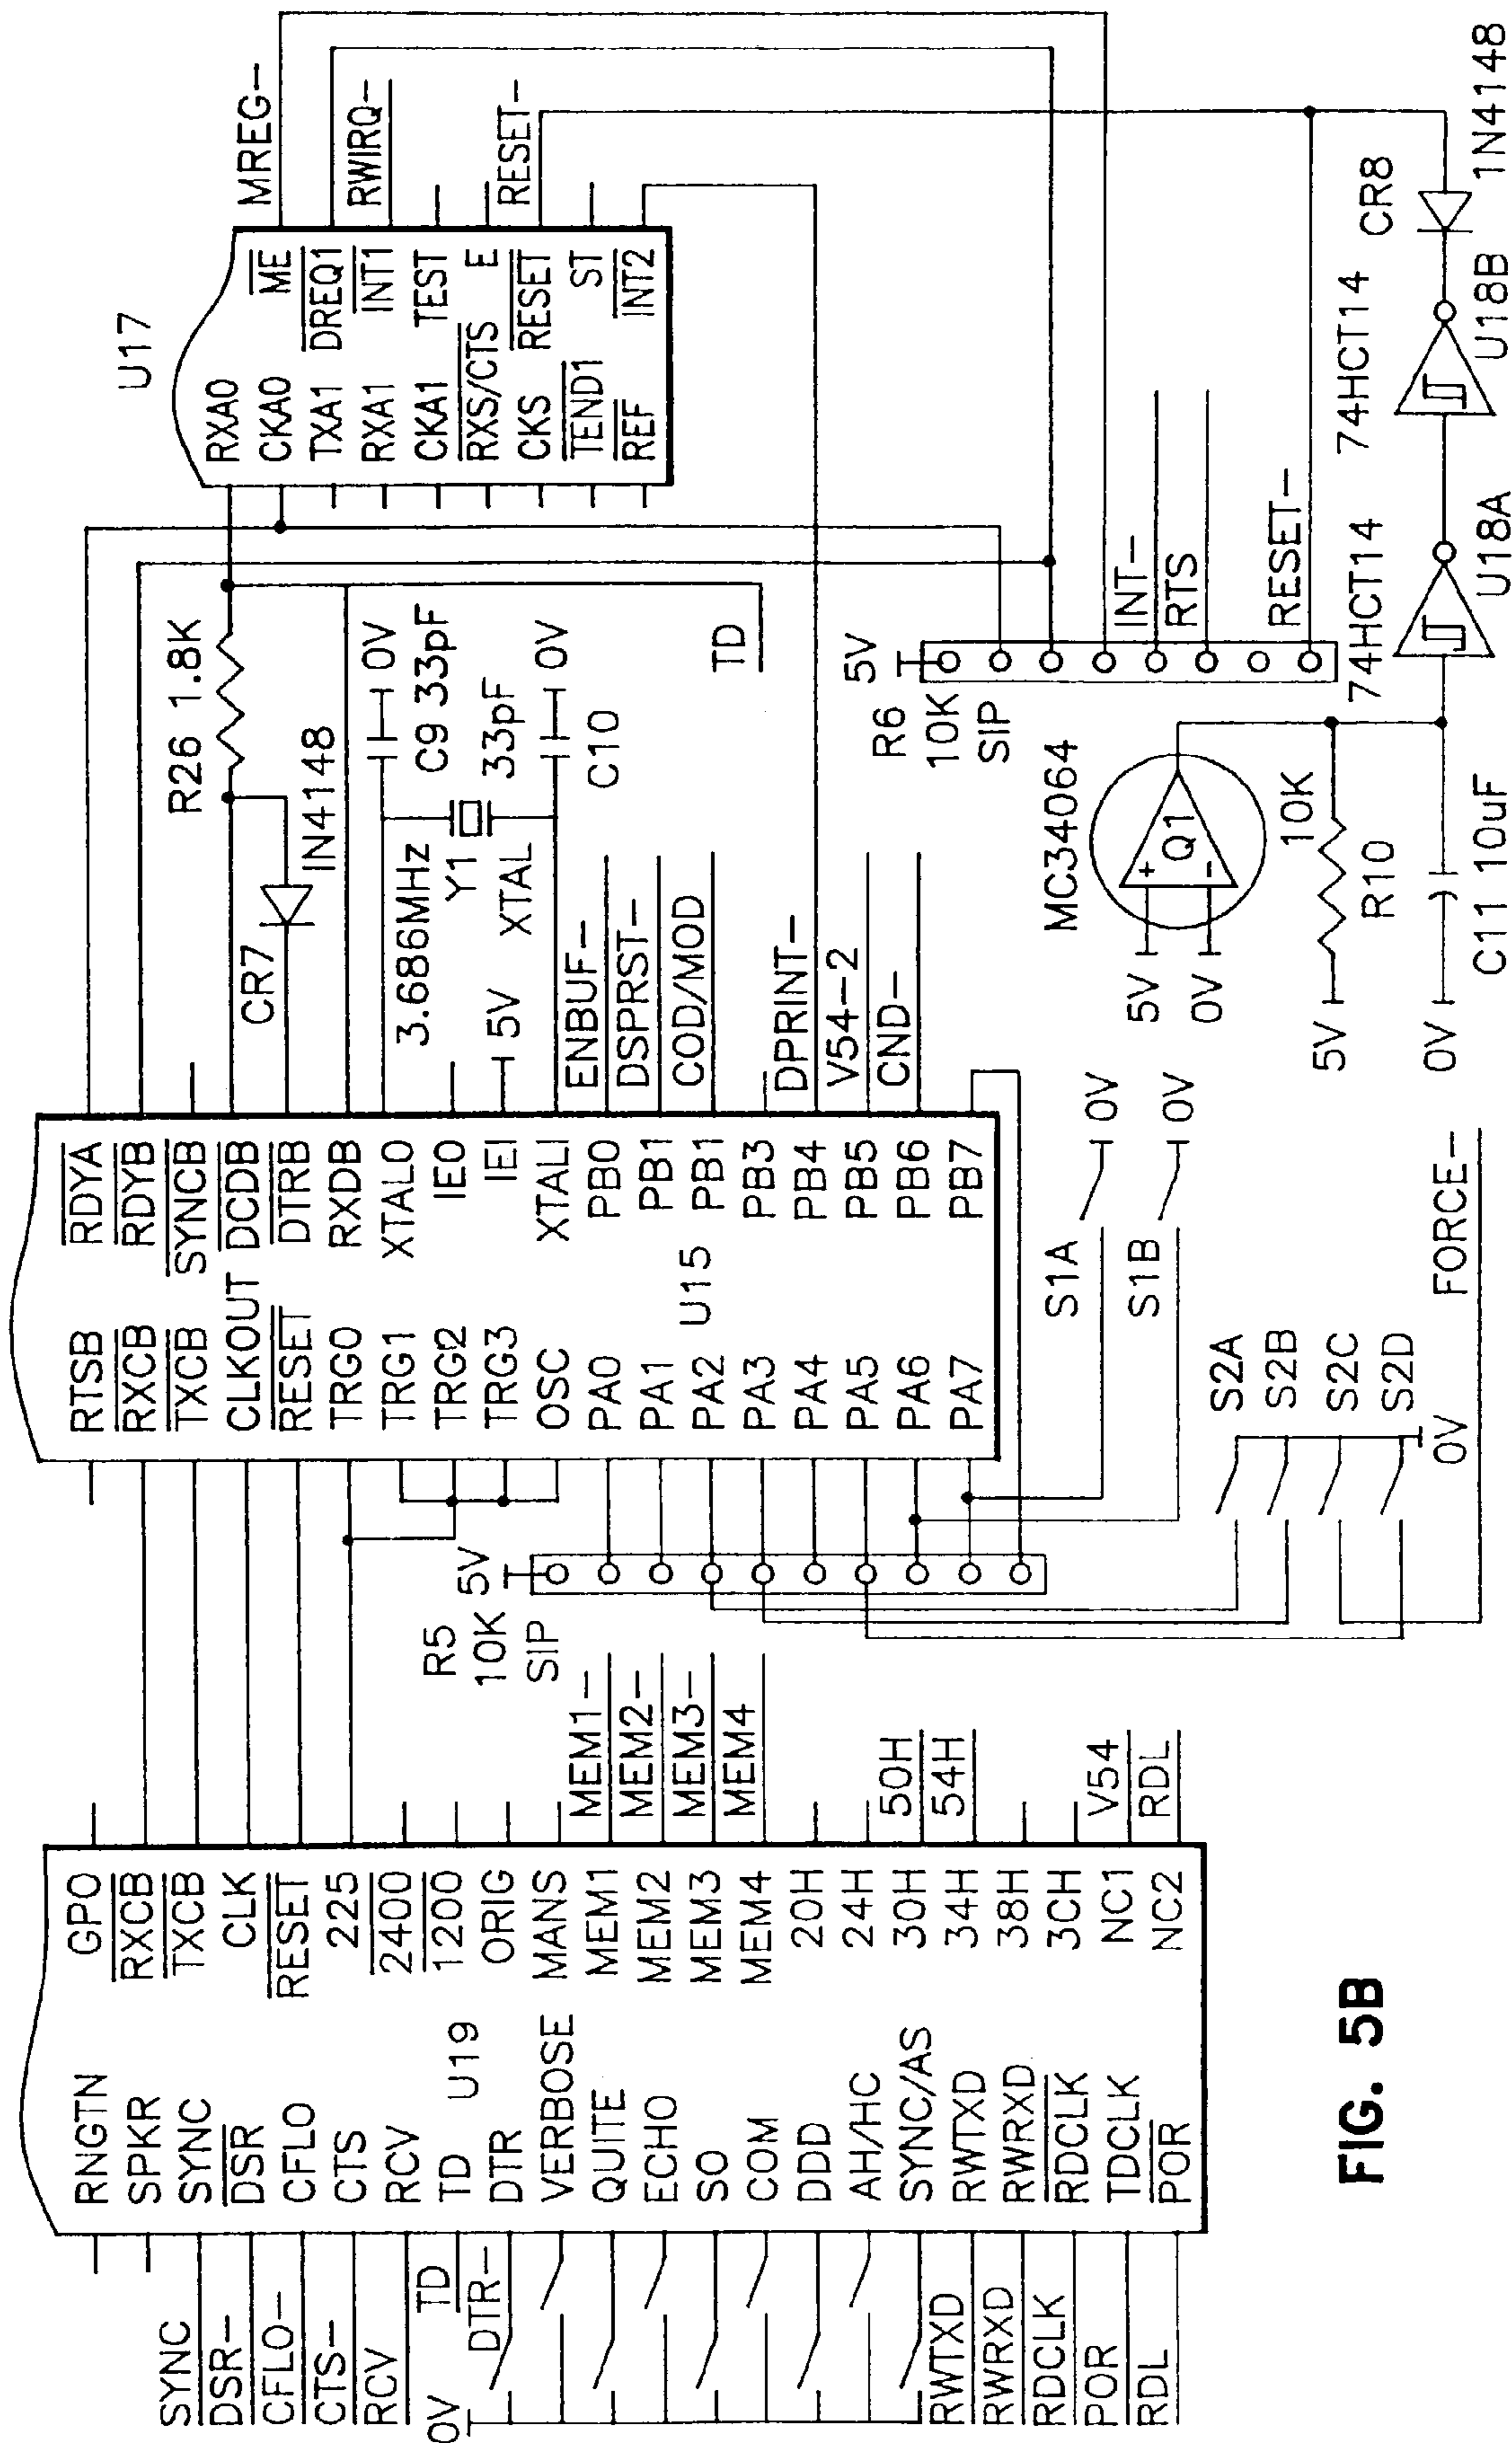 RNGTN
SPKR
SYNC
DSR
CFLO
CTS
RCV
TD
DTR
VERBOSE
QUITE
ECHO
SO
COM
DDD
AH/HC
SYNC/AS
RWTXD
RWRXD
RDCLK
TDCLK
POR
U19
GPO
RXCB
TXCB
CLK
RESET
225
2400
1200
ORIG
MANS
MEM1
MEM2
MEM3
MEM4
20H
24H
30H
34H
38H
3CH
NC1
NC2
SYNC
DSR-
CFLO-
CTS-
RCV
TD
DTR-
0V
RWTXD
RWRXD
RDCLK
POR
RDL
MEM1-
MEM2-
MEM3-
MEM4
50H
54H
V54
RDL
R5
10K
SIP
5V
RTSB
RXCB
TXCB
CLKOUT
RESET
TRG0
TRG1
TRG2
TRG3
OSC
PA0
PA1
PA2
PA3
PA4
PA5
PA6
PA7
U15
RDYA
RDYB
SYNCB
DCDB
DTRB
RXDB
XTALO
IEO
IEI
XTALI
PB0
PB1
PB1
PB3
PB4
PB5
PB6
PB7
S2A
S2B
S2C
S2D
0V
FORCE-
S1A
0V
S1B
0V
R26 1.8K
CR7
IN4148
3.686MHz
Y1
XTAL
5V
0V
C9 33pF
33pF
0V
C10
ENBUF-
DSPRST-
COD/MOD
DPRINT-
V54-2
CND-
TD
U17
RXA0
CKA0
TXA1
RXA1
CKA1
RXS/CTS
CKS
TEND1
REF
ME
DREQ1
INT1
TEST
E
RESET
ST
INT2
MREG-
RWIRQ-
RESET-
R6
10K
SIP
5V
INT-
RTS
RESET-
MC34064
Q1
+
-
5V
0V
10K
R10
5V
0V
C11 10uF
74HCT14
U18A
74HCT14
U18B
CR8
1N4148
FIG. 5B